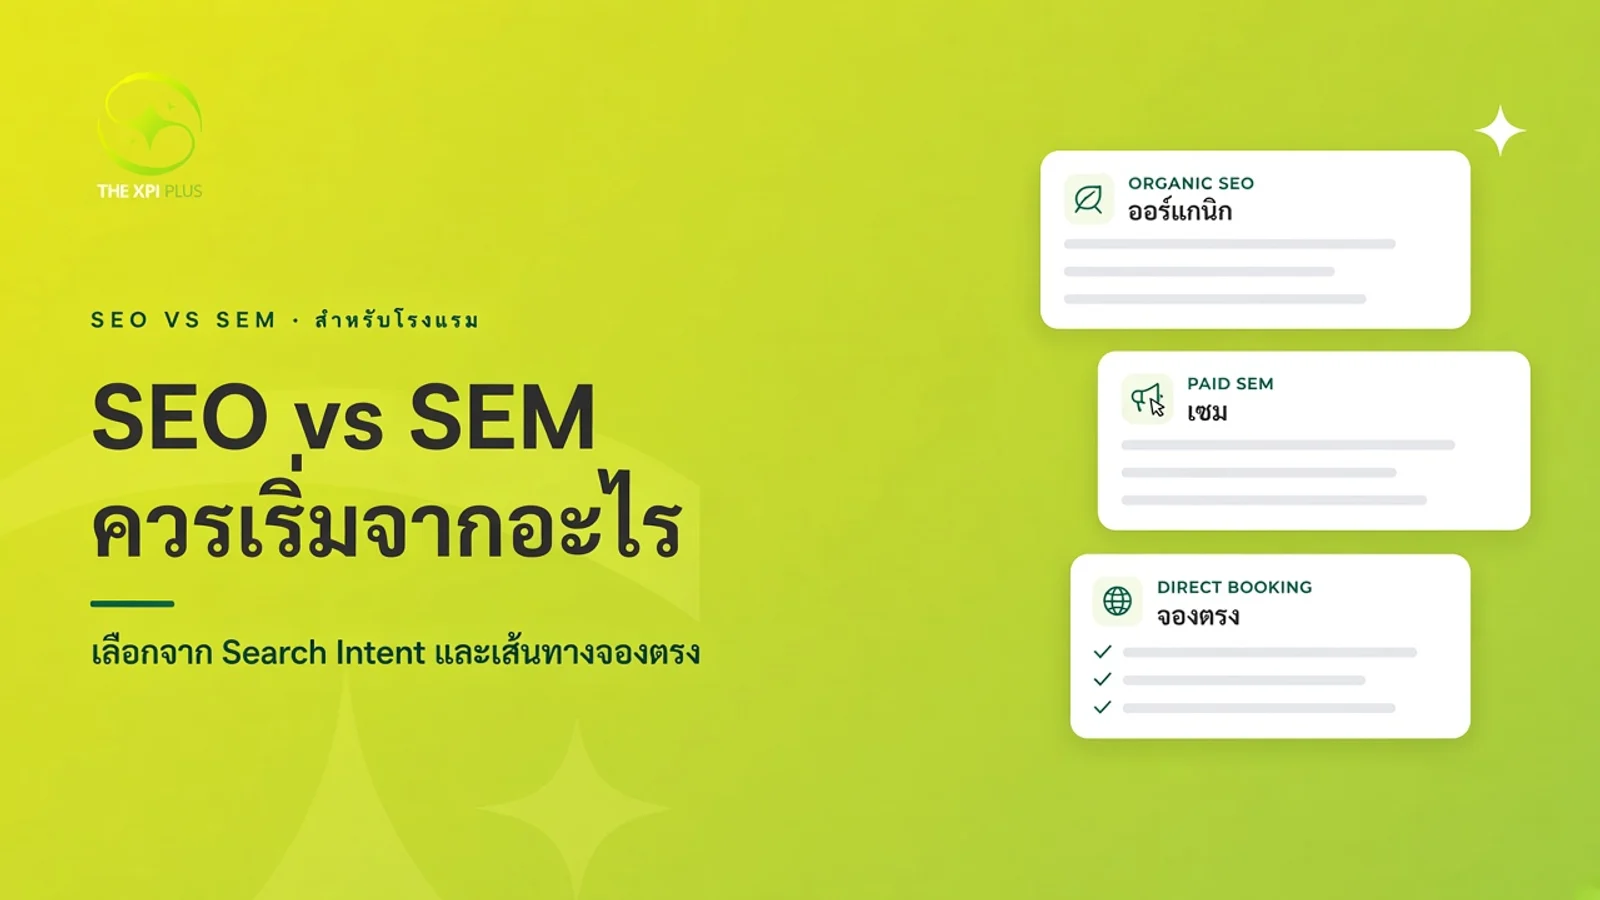 THE XPI PLUS
SEO VS SEM · สำหรับโรงแรม
SEO vs SEM
ควรเริ่มจากอะไร
เลือกจาก Search Intent และเส้นทางจองตรง
ORGANIC SEO
ออร์แกนิก
PAID SEM
เซม
DIRECT BOOKING
จองตรง